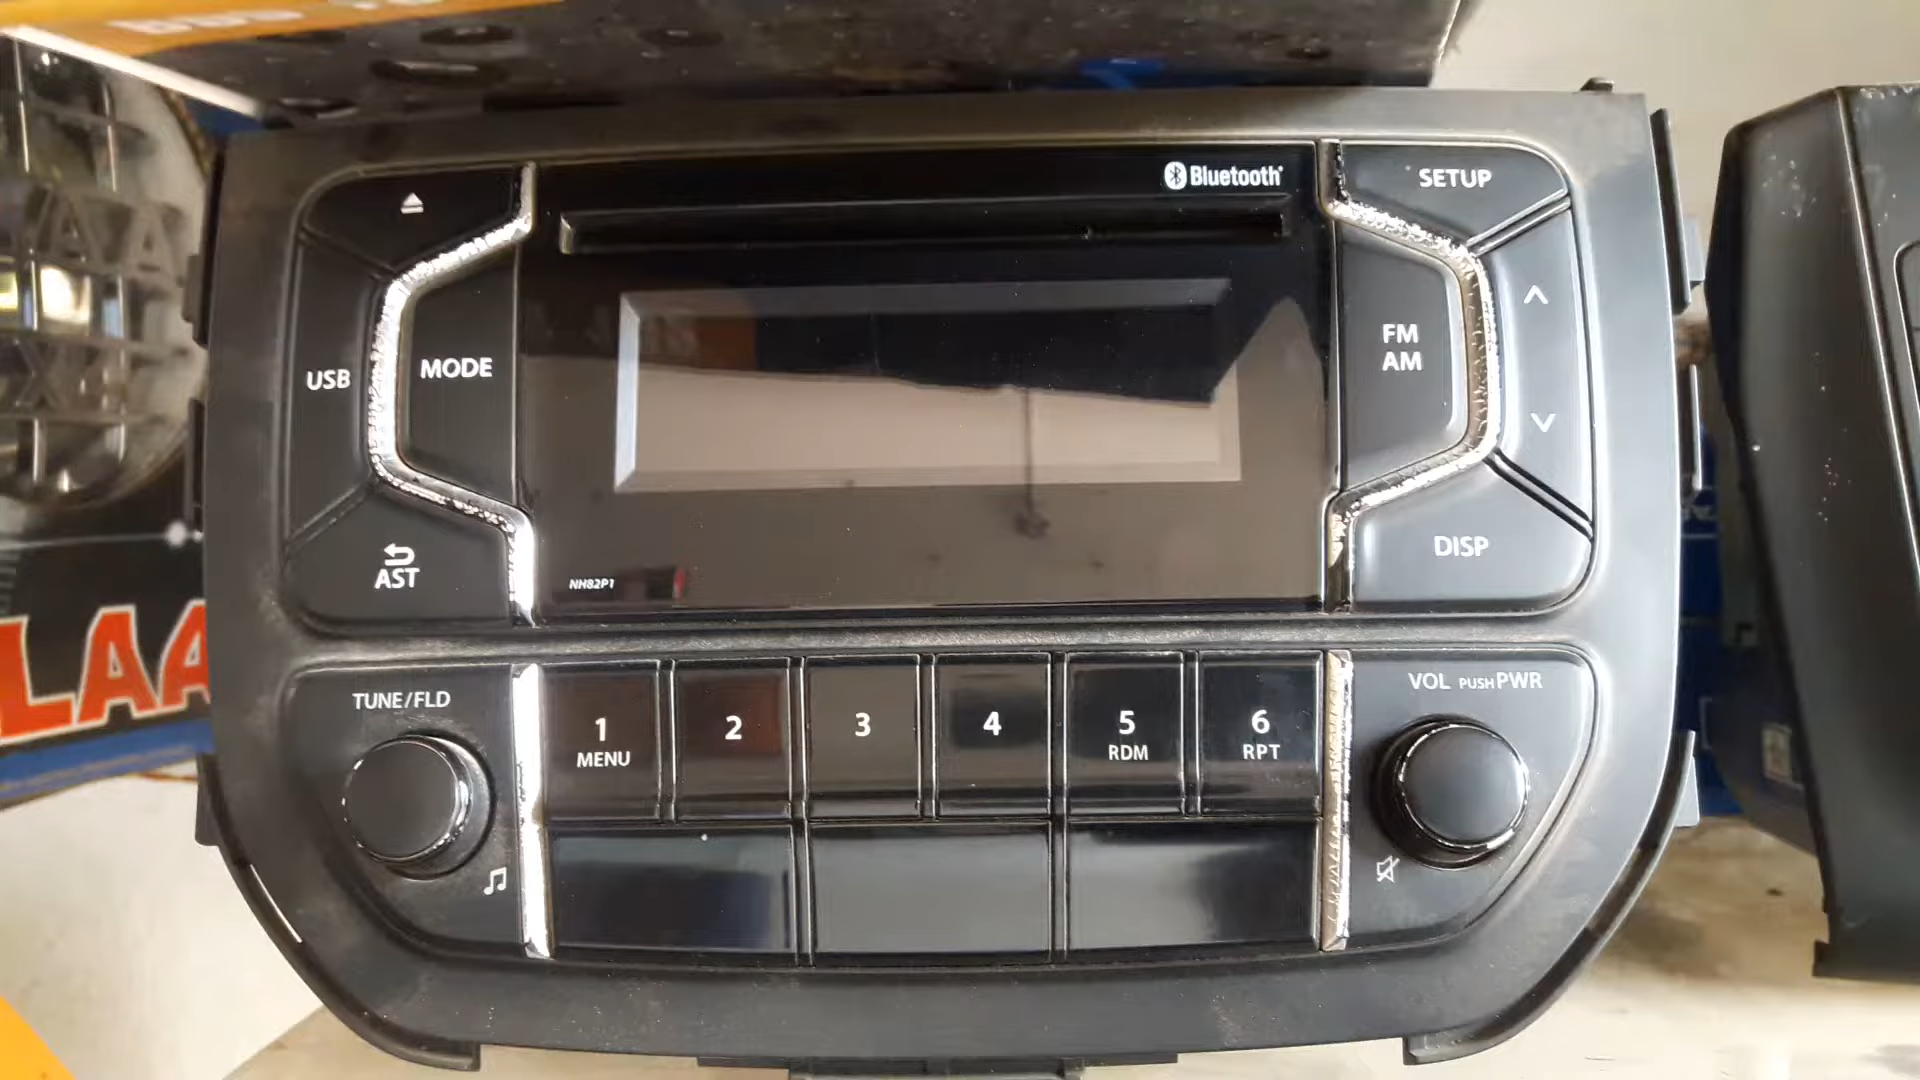 Bluetooth
SETUP
USB
MODE
FM
AM
AST
NH82P1
DISP
TUNE/FLD
1
MENU
2
3
4
5
RDM
6
RPT
VOL PUSH PWR
LAA